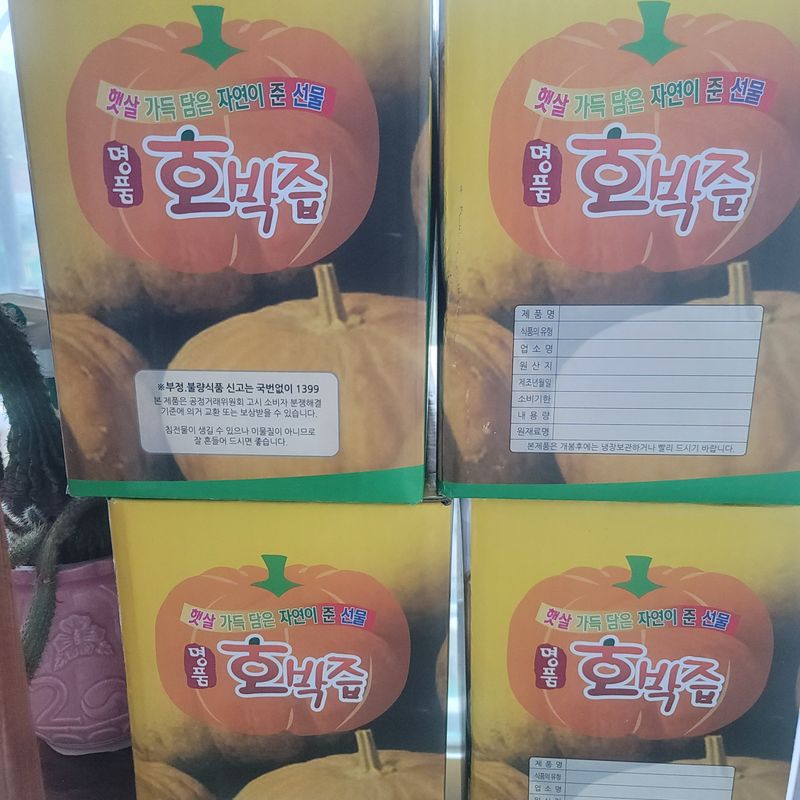 햇살 가득 담은 자연이 준 선물
명품
호박즙
※부정.불량식품 신고는 국번없이 1399
본 제품은 공정거래위원회 고시 소비자 분쟁해결
기준에 의거 교환 또는 보상받을 수 있습니다.
침전물이 생길 수 있으나 이물질이 아니므로
잘 흔들어 드시면 좋습니다.
햇살 가득 담은 자연이 준 선물
명품
호박즙
제품명
식품의유형
업소명
원산지
제조년월일
소비기한
내용량
원재료명
본제품은 개봉후에는 냉장보관하거나 빨리 드시기 바랍니다.
햇살 가득 담은 자연이 준 선물
명품
호박즙
햇살 가득 담은 자연이 준 선물
명품
호박즙
제품명
식품의유형
업소명
원산지